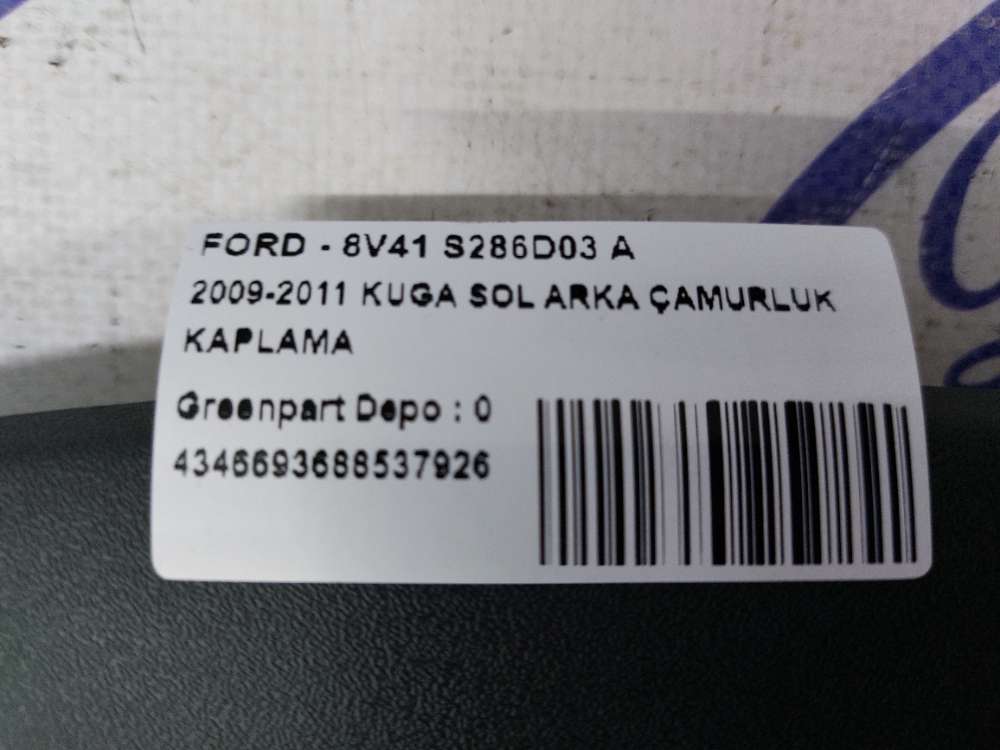 FORD - 8V41 S286D03 A
2009-2011 KUGA SOL ARKA ÇAMURLUK
KAPLAMA
Greenpart Depo : 0
4346693688537926